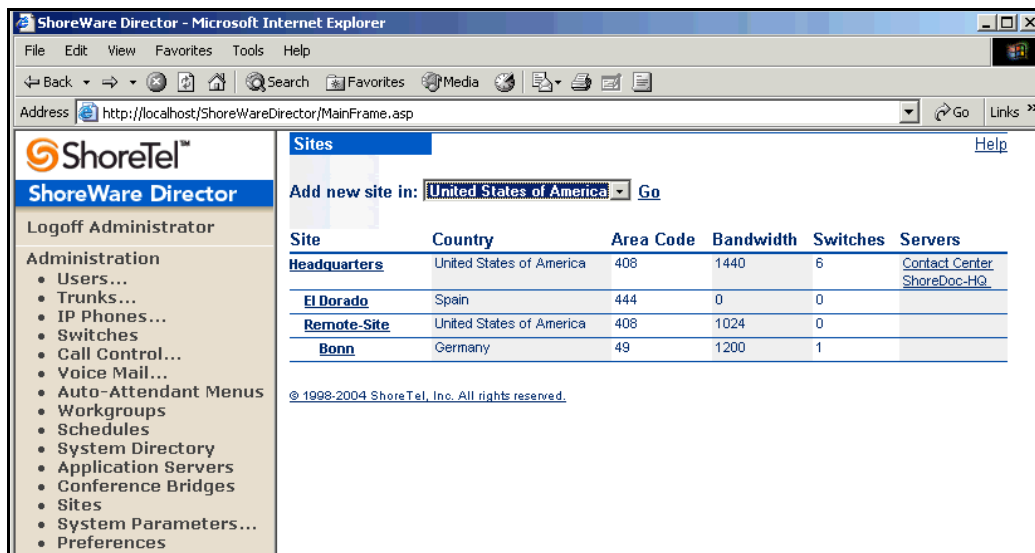 ShoreWare Director - Microsoft Internet Explorer
File Edit View Favorites Tools Help
Back Search Favorites Media
Address http://localhost/ShoreWareDirector/MainFrame.asp Go Links »
ShoreTel™
ShoreWare Director
Logoff Administrator
Administration
• Users...
• Trunks...
• IP Phones...
• Switches
• Call Control...
• Voice Mail...
• Auto-Attendant Menus
• Workgroups
• Schedules
• System Directory
• Application Servers
• Conference Bridges
• Sites
• System Parameters...
• Preferences
Sites Help
Add new site in: United States of America Go
Site Country Area Code Bandwidth Switches Servers
Headquarters United States of America 408 1440 6 Contact Center
ShoreDoc-HQ
El Dorado Spain 444 0 0
Remote-Site United States of America 408 1024 0
Bonn Germany 49 1200 1
© 1998-2004 ShoreTel, Inc. All rights reserved.